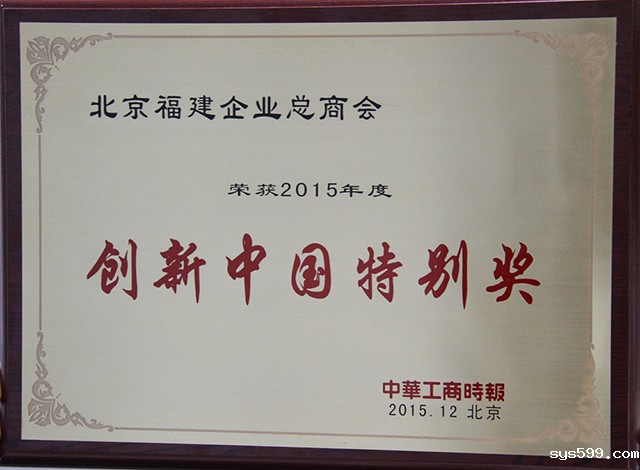 北京福建企业总商会
荣获2015年度
创新中国特别奖
中華工商時報
2015.12 北京
sys599.com